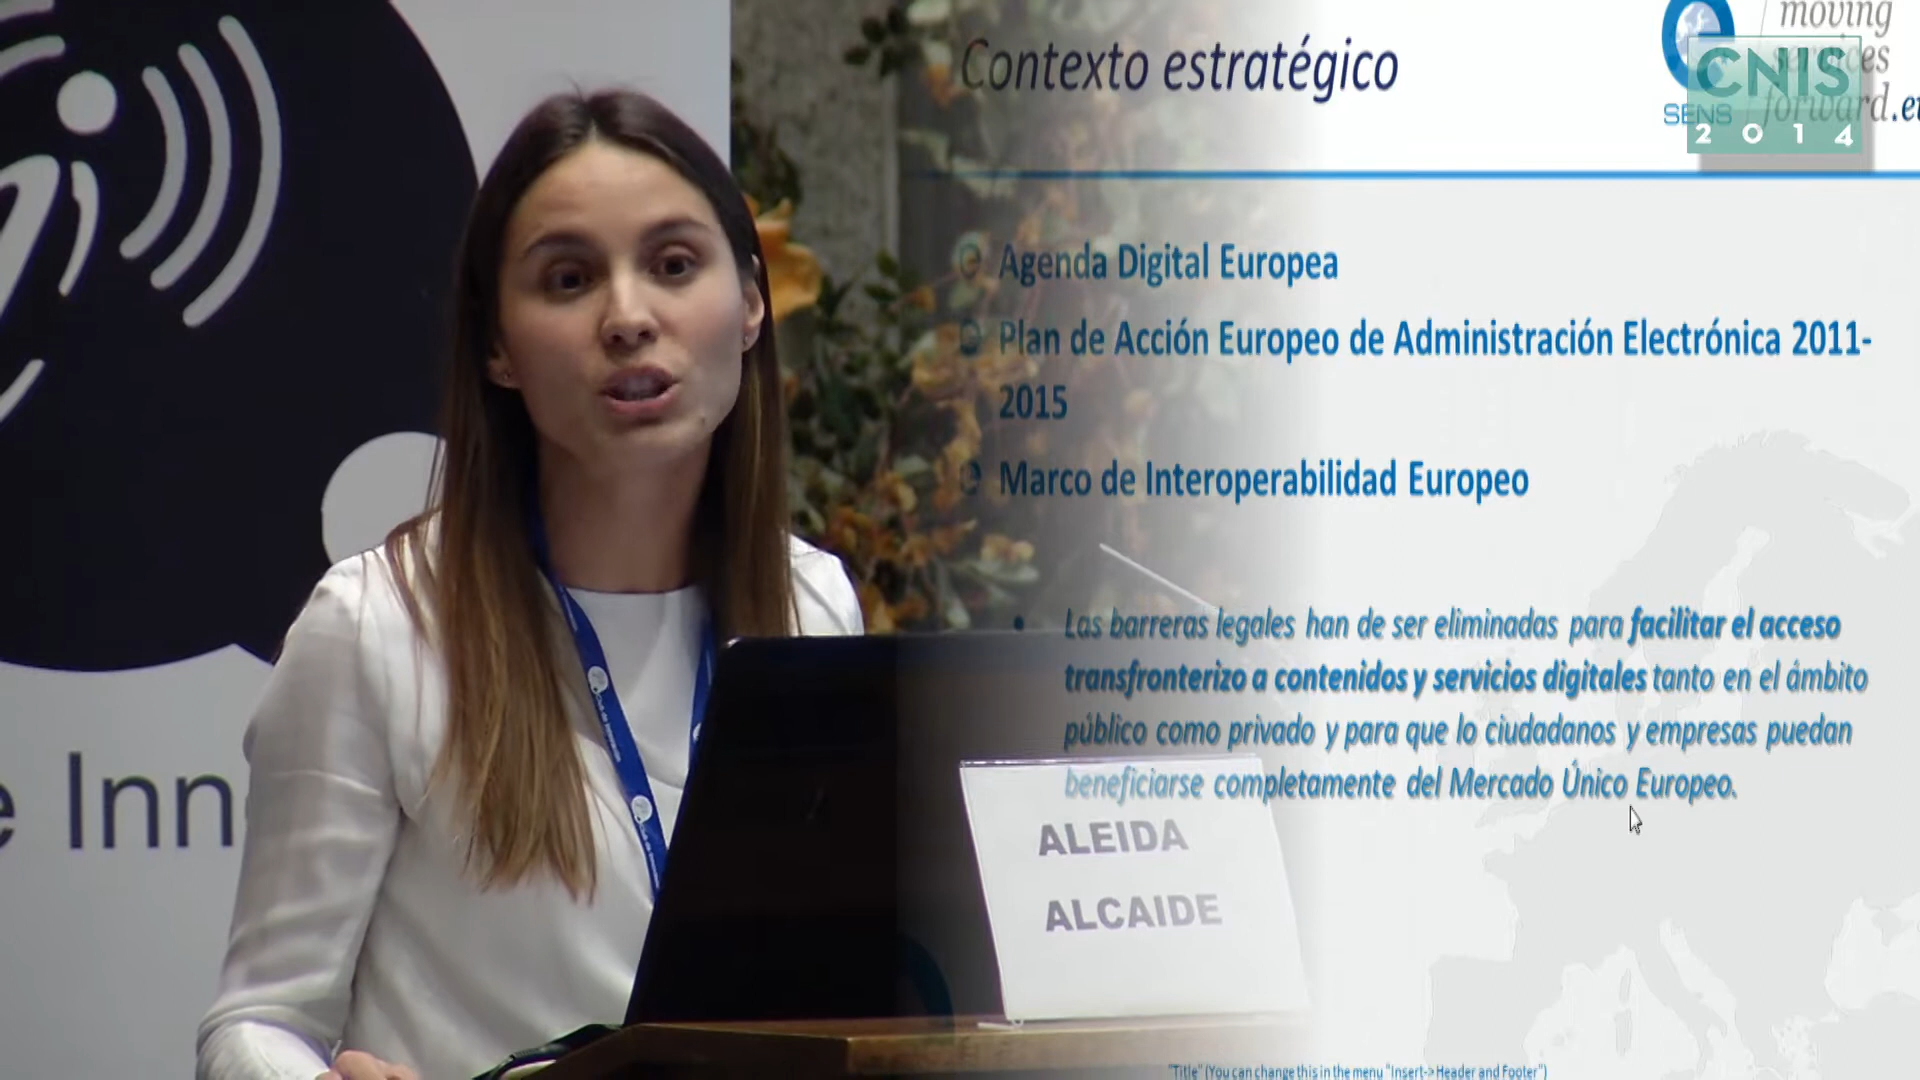 Contexto estratégico
moving
services
forward.eu
SENS
CNIS
2014
Agenda Digital Europea
Plan de Acción Europeo de Administración Electrónica 2011-
2015
Marco de Interoperabilidad Europeo
Las barreras legales han de ser eliminadas para facilitar el acceso
transfronterizo a contenidos y servicios digitales tanto en el ámbito
público como privado y para que lo ciudadanos y empresas puedan
beneficiarse completamente del Mercado Único Europeo.
e Inn
ALEIDA
ALCAIDE
"Title" (You can change this in the menu "Insert->Header and Footer")